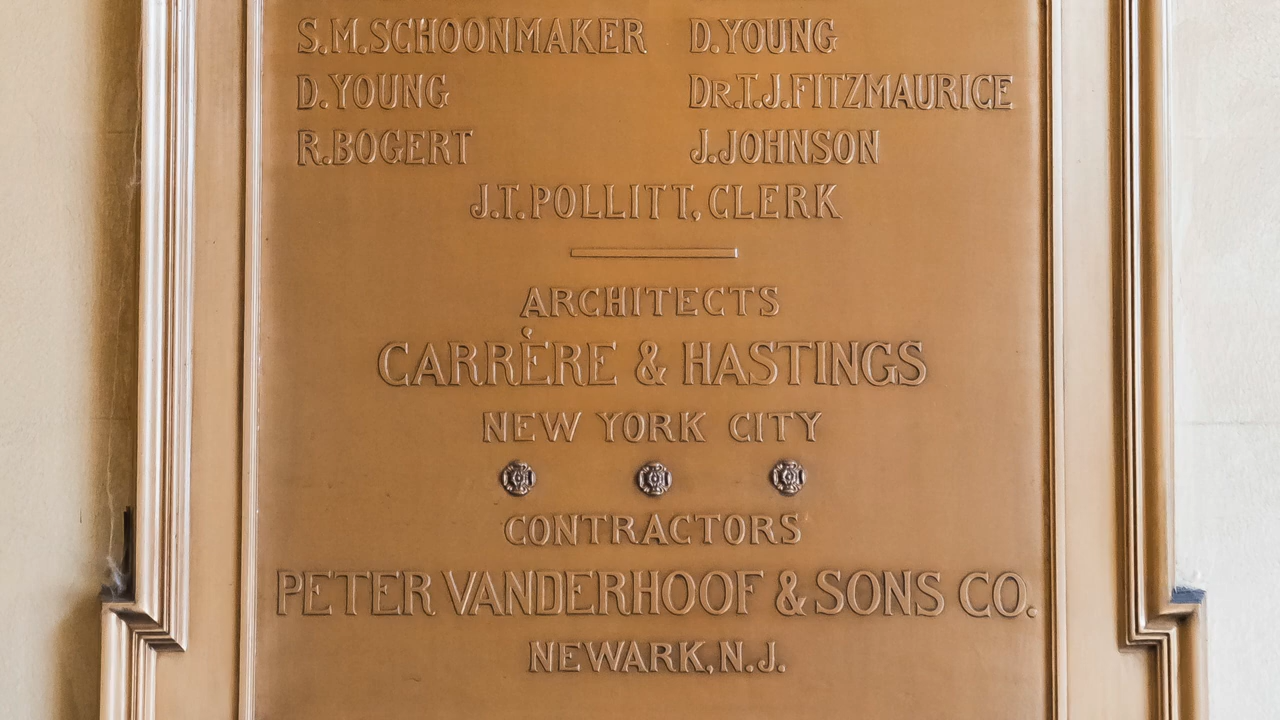 S.M.SCHOONMAKER D.YOUNG
D.YOUNG DR.T.J.FITZMAURICE
R.BOGERT J.JOHNSON
J.T.POLLITT, CLERK
ARCHITECTS
CARRÈRE & HASTINGS
NEW YORK CITY
CONTRACTORS
PETER VANDERHOOF & SONS CO.
NEWARK, N.J.